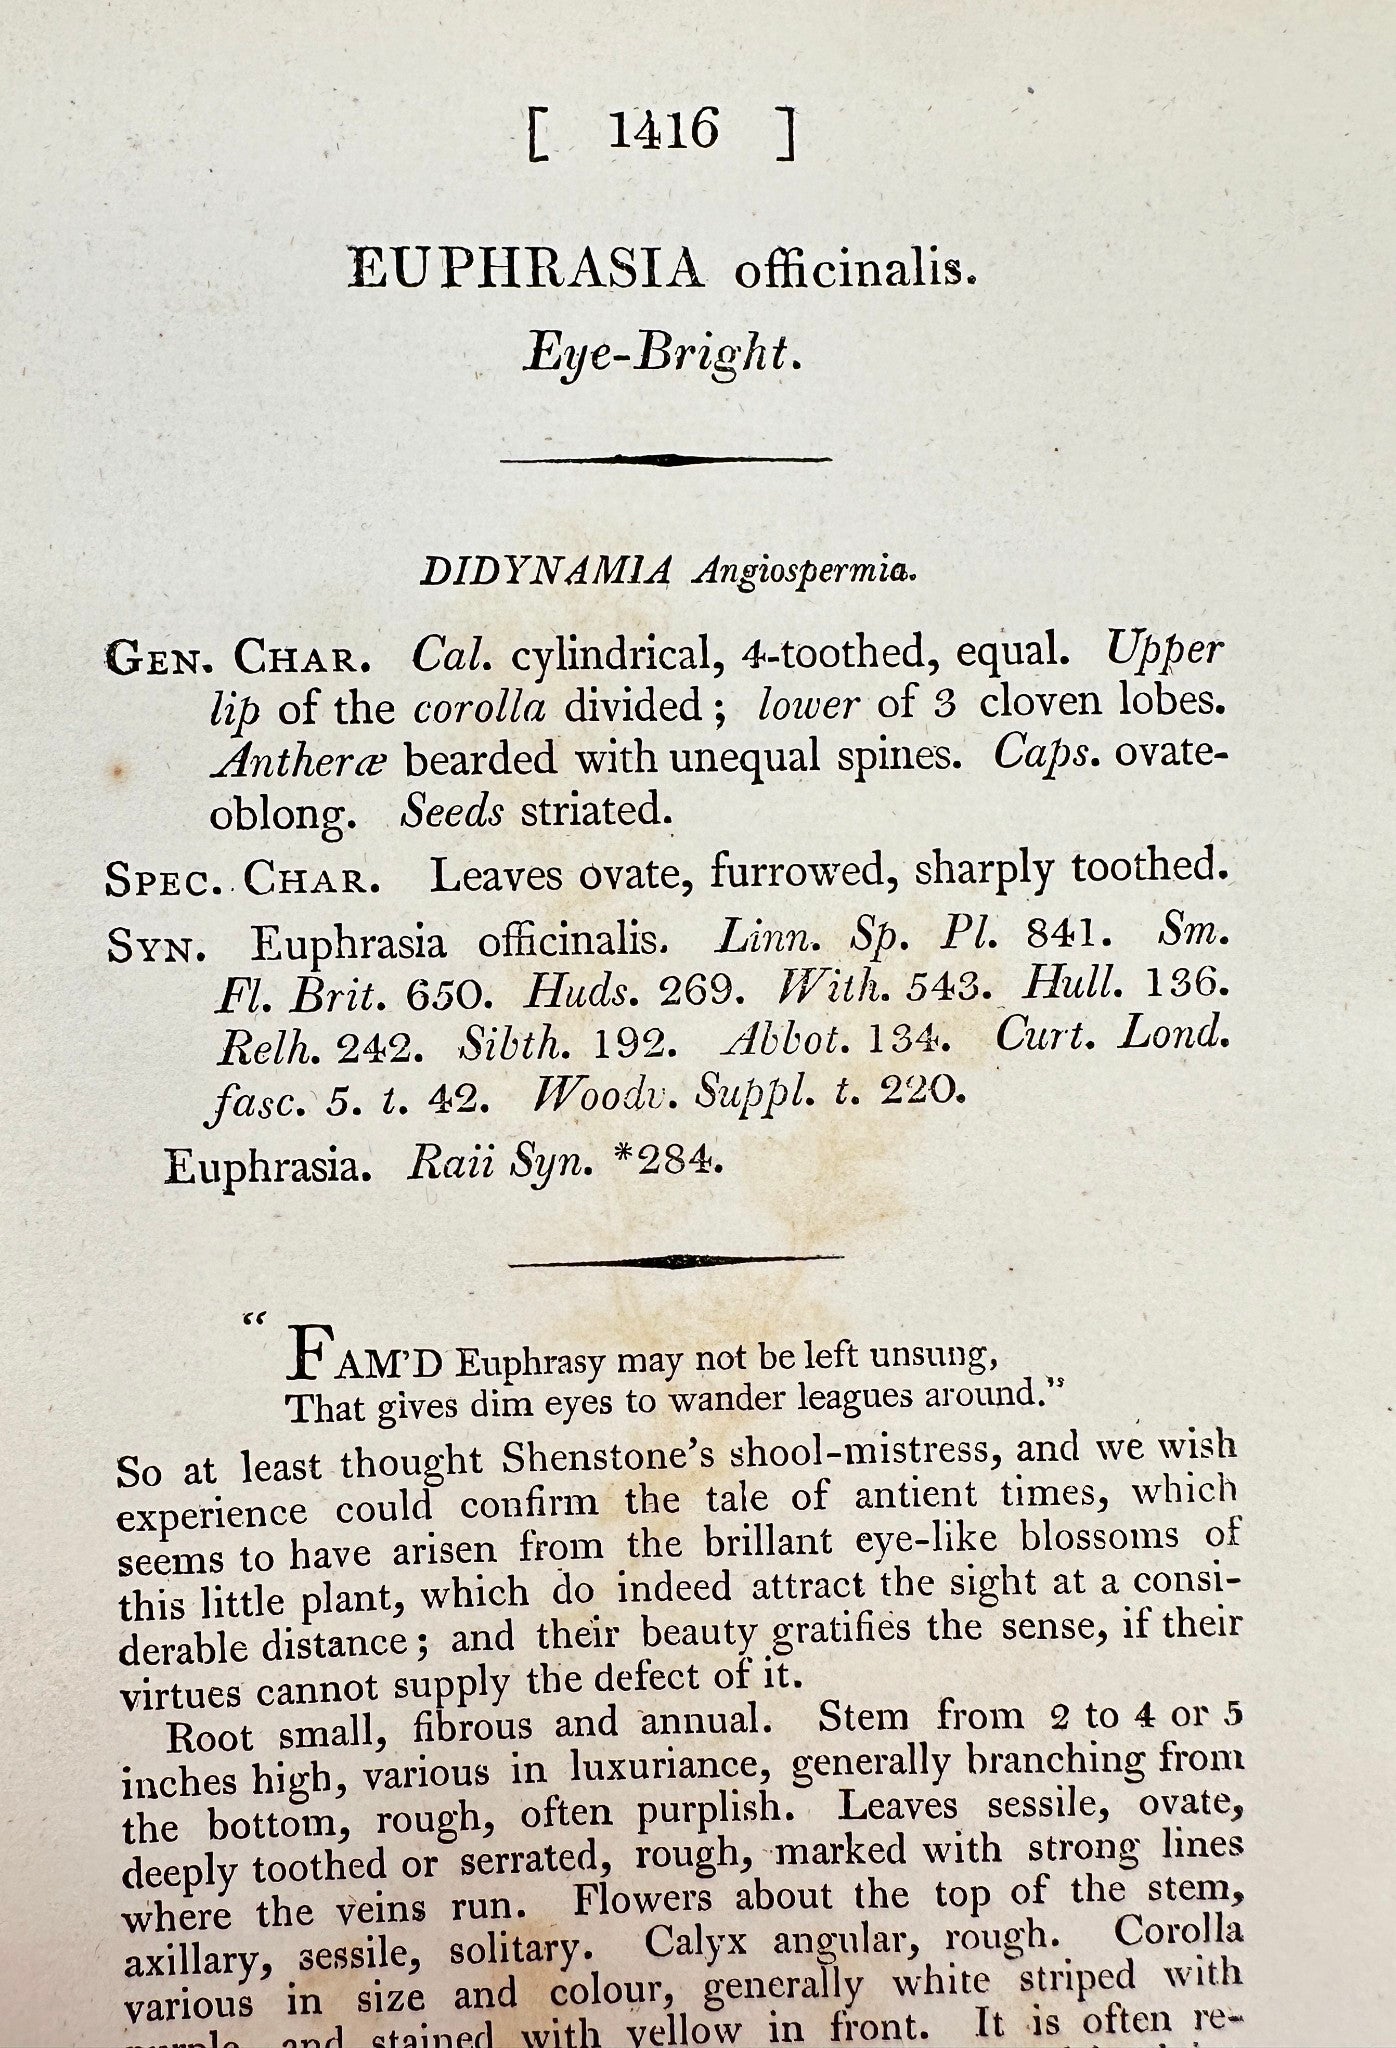 [ 1416 ]
EUPHRASIA officinalis.
Eye-Bright.
DIDYNAMIA Angiospermia.
GEN. CHAR. Cal. cylindrical, 4-toothed, equal. Upper
lip of the corolla divided; lower of 3 cloven lobes.
Antheræ bearded with unequal spines. Caps. ovate-
oblong. Seeds striated.
SPEC. CHAR. Leaves ovate, furrowed, sharply toothed.
SYN. Euphrasia officinalis. Linn. Sp. Pl. 841. Sm.
Fl. Brit. 650. Huds. 269. With. 543. Hull. 136.
Relh. 242. Sibth. 192. Abbot. 134. Curt. Lond.
fasc. 5. t. 42. Woodv. Suppl. t. 220.
Euphrasia. Raii Syn. *284.
“ FAM’D Euphrasy may not be left unsung,
That gives dim eyes to wander leagues around.”
So at least thought Shenstone’s shool-mistress, and we wish
experience could confirm the tale of antient times, which
seems to have arisen from the brillant eye-like blossoms of
this little plant, which do indeed attract the sight at a consi-
derable distance; and their beauty gratifies the sense, if their
virtues cannot supply the defect of it.
Root small, fibrous and annual. Stem from 2 to 4 or 5
inches high, various in luxuriance, generally branching from
the bottom, rough, often purplish. Leaves sessile, ovate,
deeply toothed or serrated, rough, marked with strong lines
where the veins run. Flowers about the top of the stem,
axillary, sessile, solitary. Calyx angular, rough. Corolla
various in size and colour, generally white striped with
purple, and stained with yellow in front. It is often re-